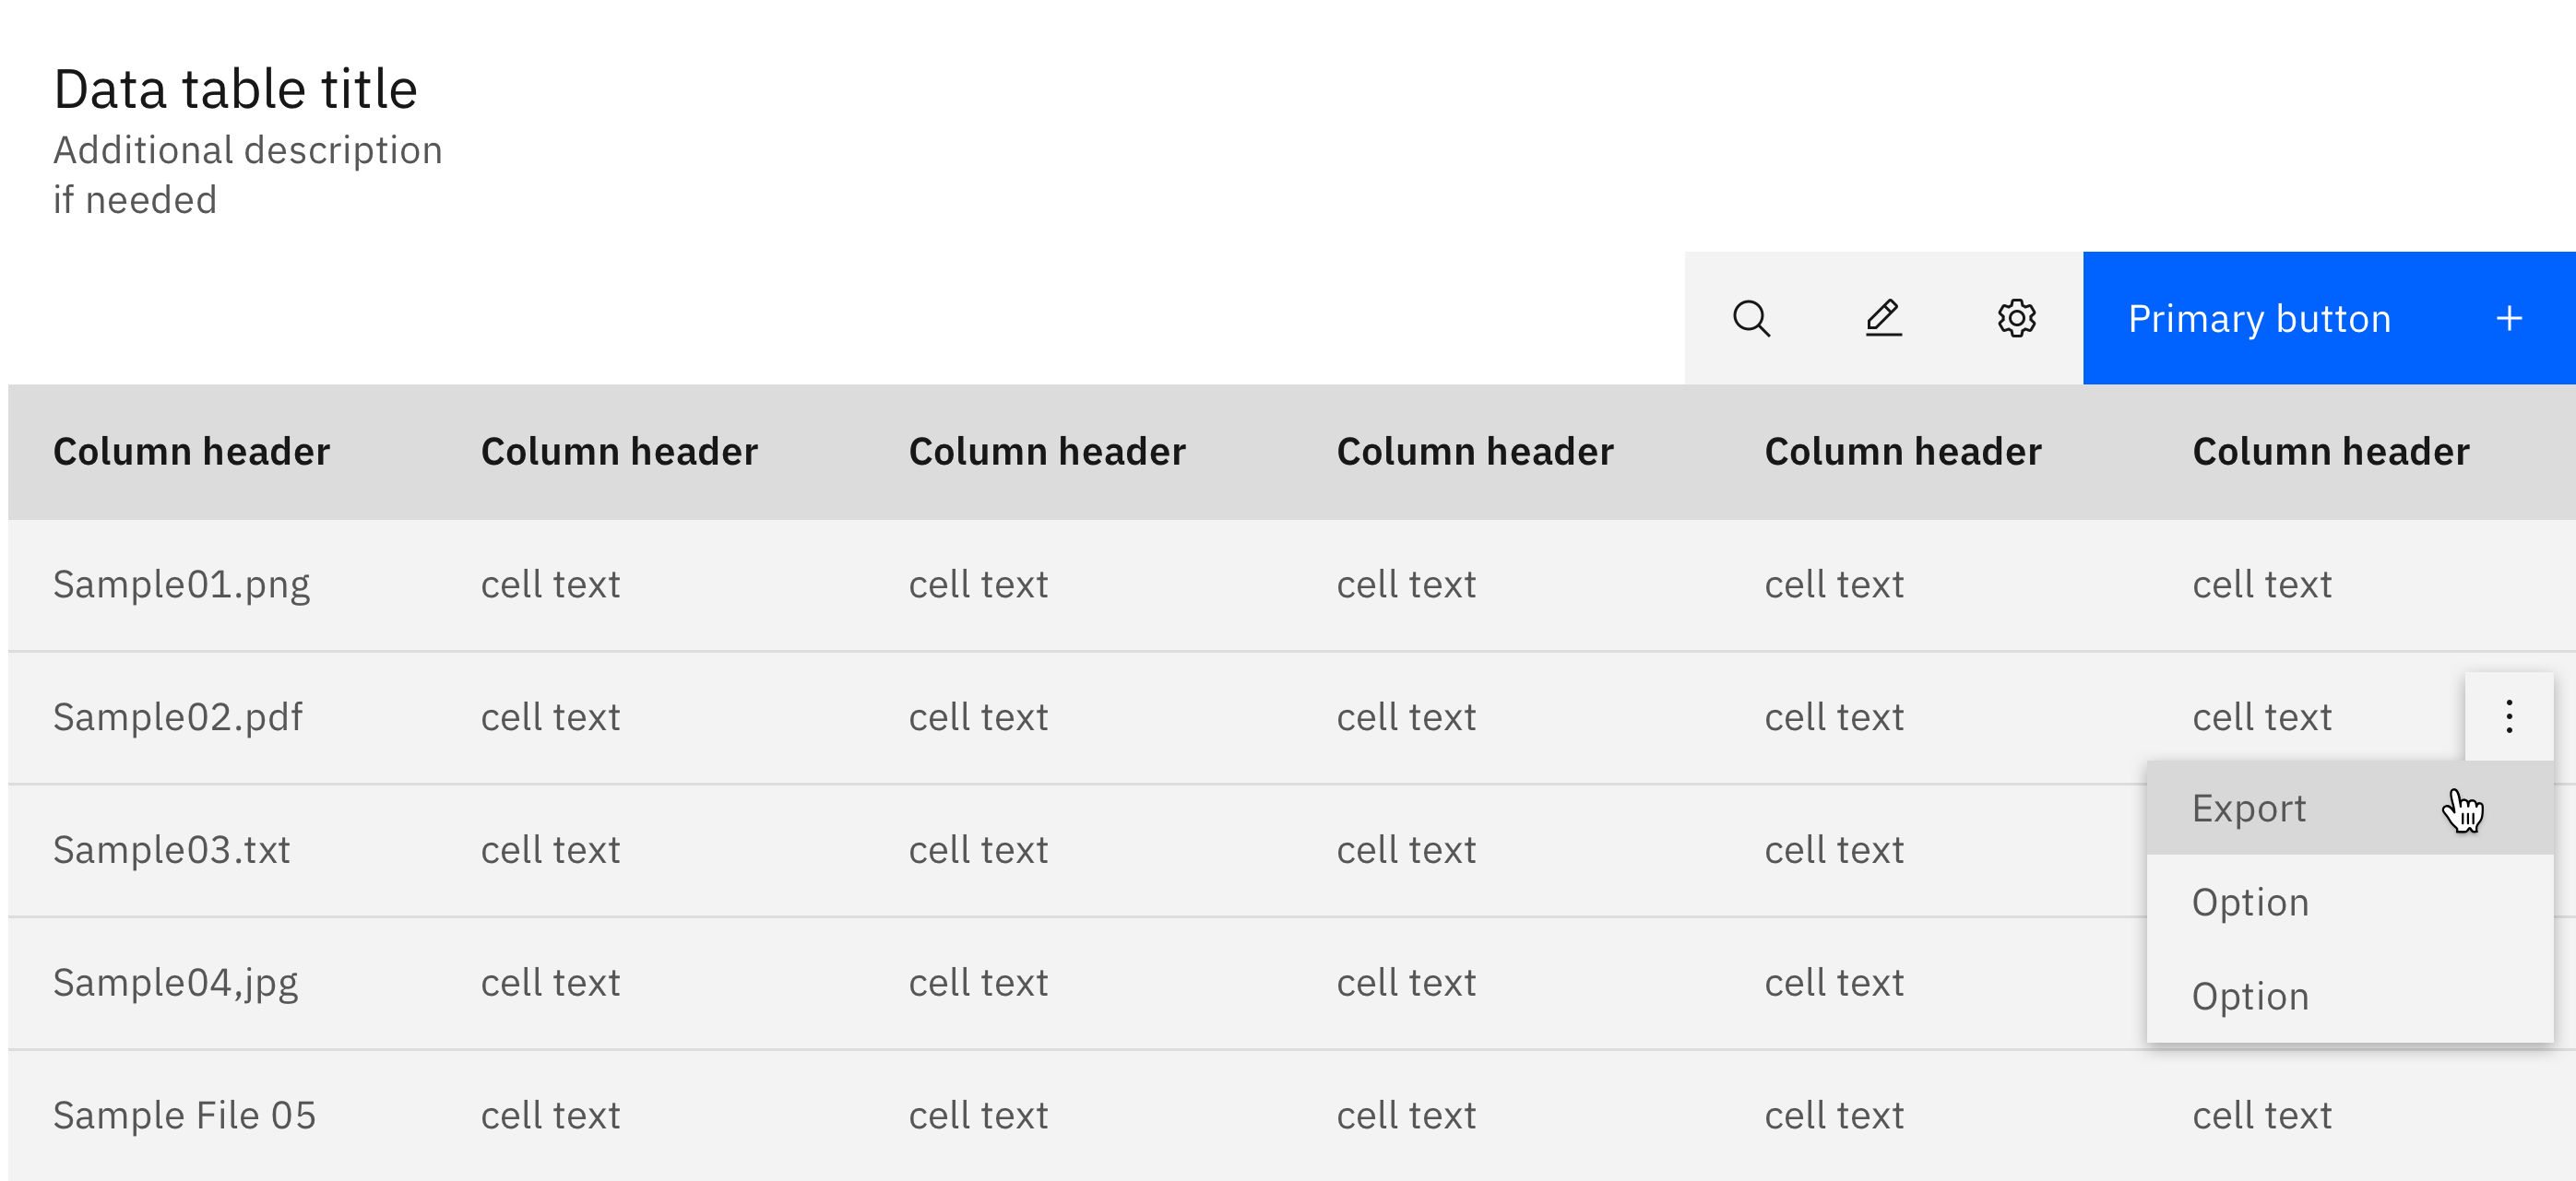 Data table title
Additional description
if needed
Primary button
Column header Column header Column header Column header Column header Column header
Sample01.png cell text cell text cell text cell text cell text
Sample02.pdf cell text cell text cell text cell text cell text
Export
Sample03.txt cell text cell text cell text cell text
Option
Sample04,jpg cell text cell text cell text cell text
Option
Sample File 05 cell text cell text cell text cell text cell text